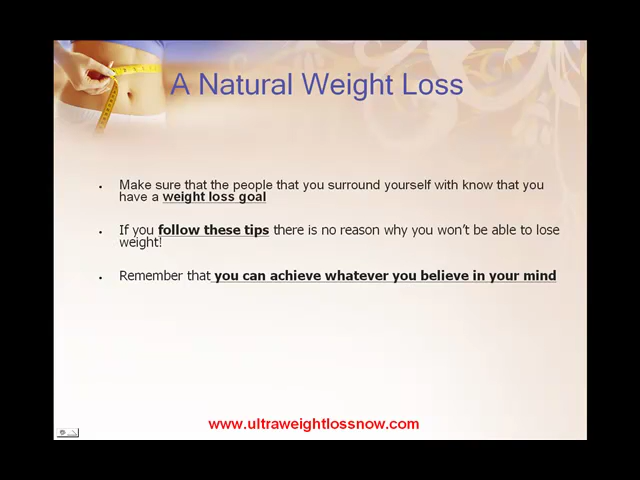 A Natural Weight Loss
• Make sure that the people that you surround yourself with know that you
have a weight loss goal
• If you follow these tips there is no reason why you won't be able to lose
weight!
• Remember that you can achieve whatever you believe in your mind
www.ultraweightlossnow.com